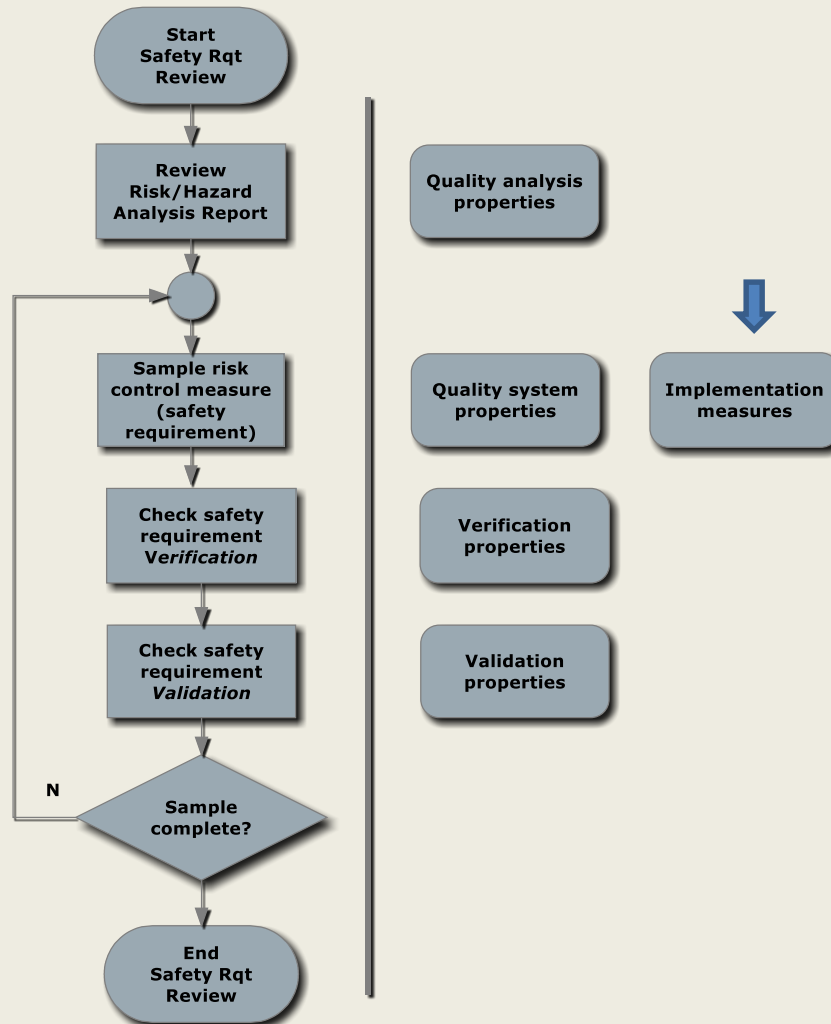 Start
Safety Rqt
Review
Review
Risk/Hazard
Analysis Report
Quality analysis
properties
Sample risk
control measure
(safety
requirement)
Quality system
properties
Implementation
measures
Check safety
requirement
Verification
Verification
properties
Check safety
requirement
Validation
Validation
properties
N
Sample
complete?
End
Safety Rqt
Review